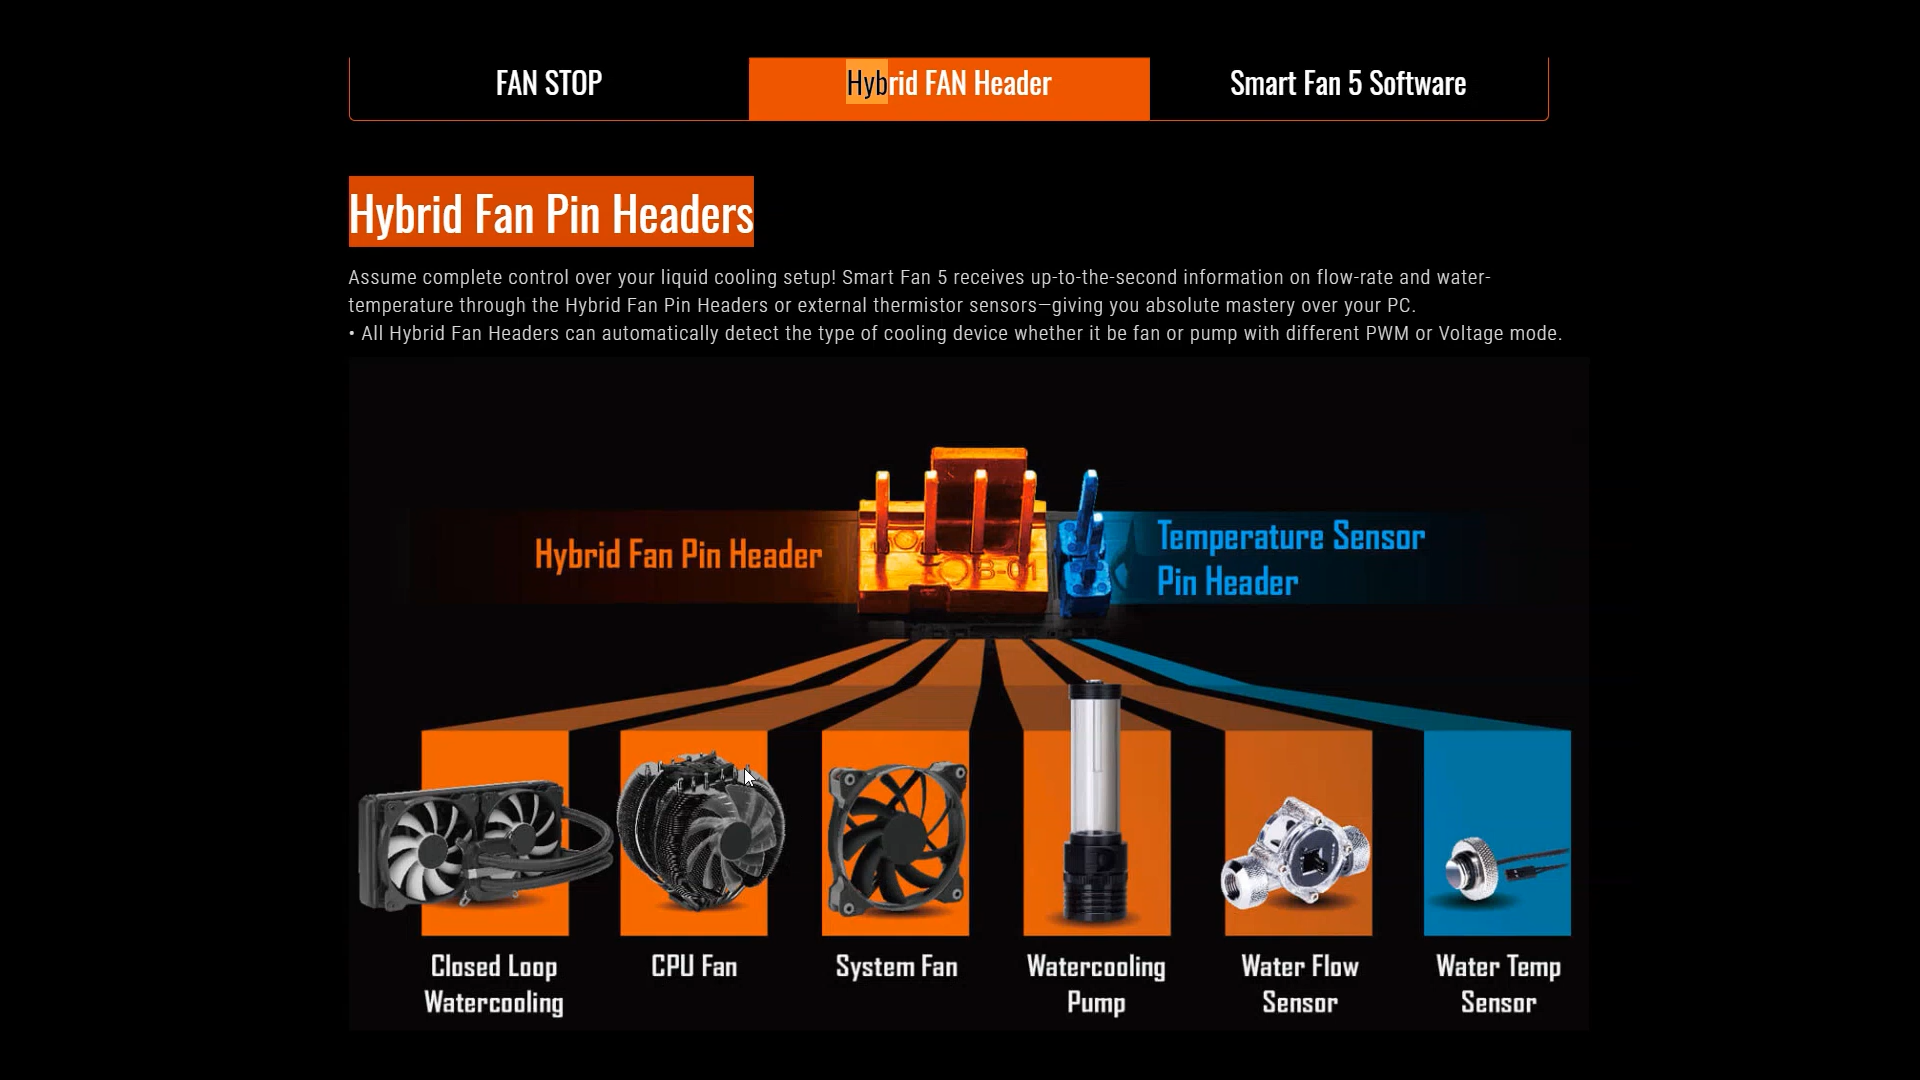 FAN STOP
Hybrid FAN Header
Smart Fan 5 Software
Hybrid Fan Pin Headers
Assume complete control over your liquid cooling setup! Smart Fan 5 receives up-to-the-second information on flow-rate and water-
temperature through the Hybrid Fan Pin Headers or external thermistor sensors—giving you absolute mastery over your PC.
• All Hybrid Fan Headers can automatically detect the type of cooling device whether it be fan or pump with different PWM or Voltage mode.
Hybrid Fan Pin Header
B-01
Temperature Sensor
Pin Header
Closed Loop
Watercooling
CPU Fan
System Fan
Watercooling
Pump
Water Flow
Sensor
Water Temp
Sensor